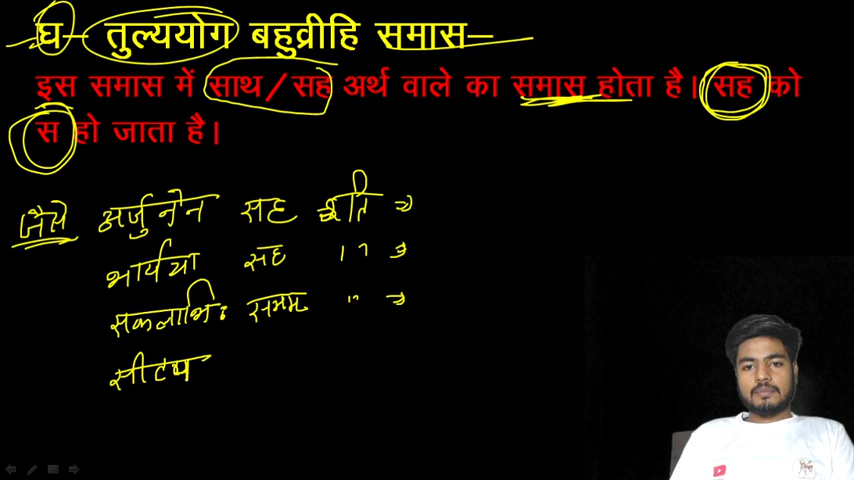 घ- तुल्ययोग बहुव्रीहि समास-
इस समास में साथ/सह अर्थ वाले का समास होता है। सह को
स हो जाता है।
जैसे अर्जुनेन सह इति →
भार्यया सह '' →
सकलाभिः समम '' →